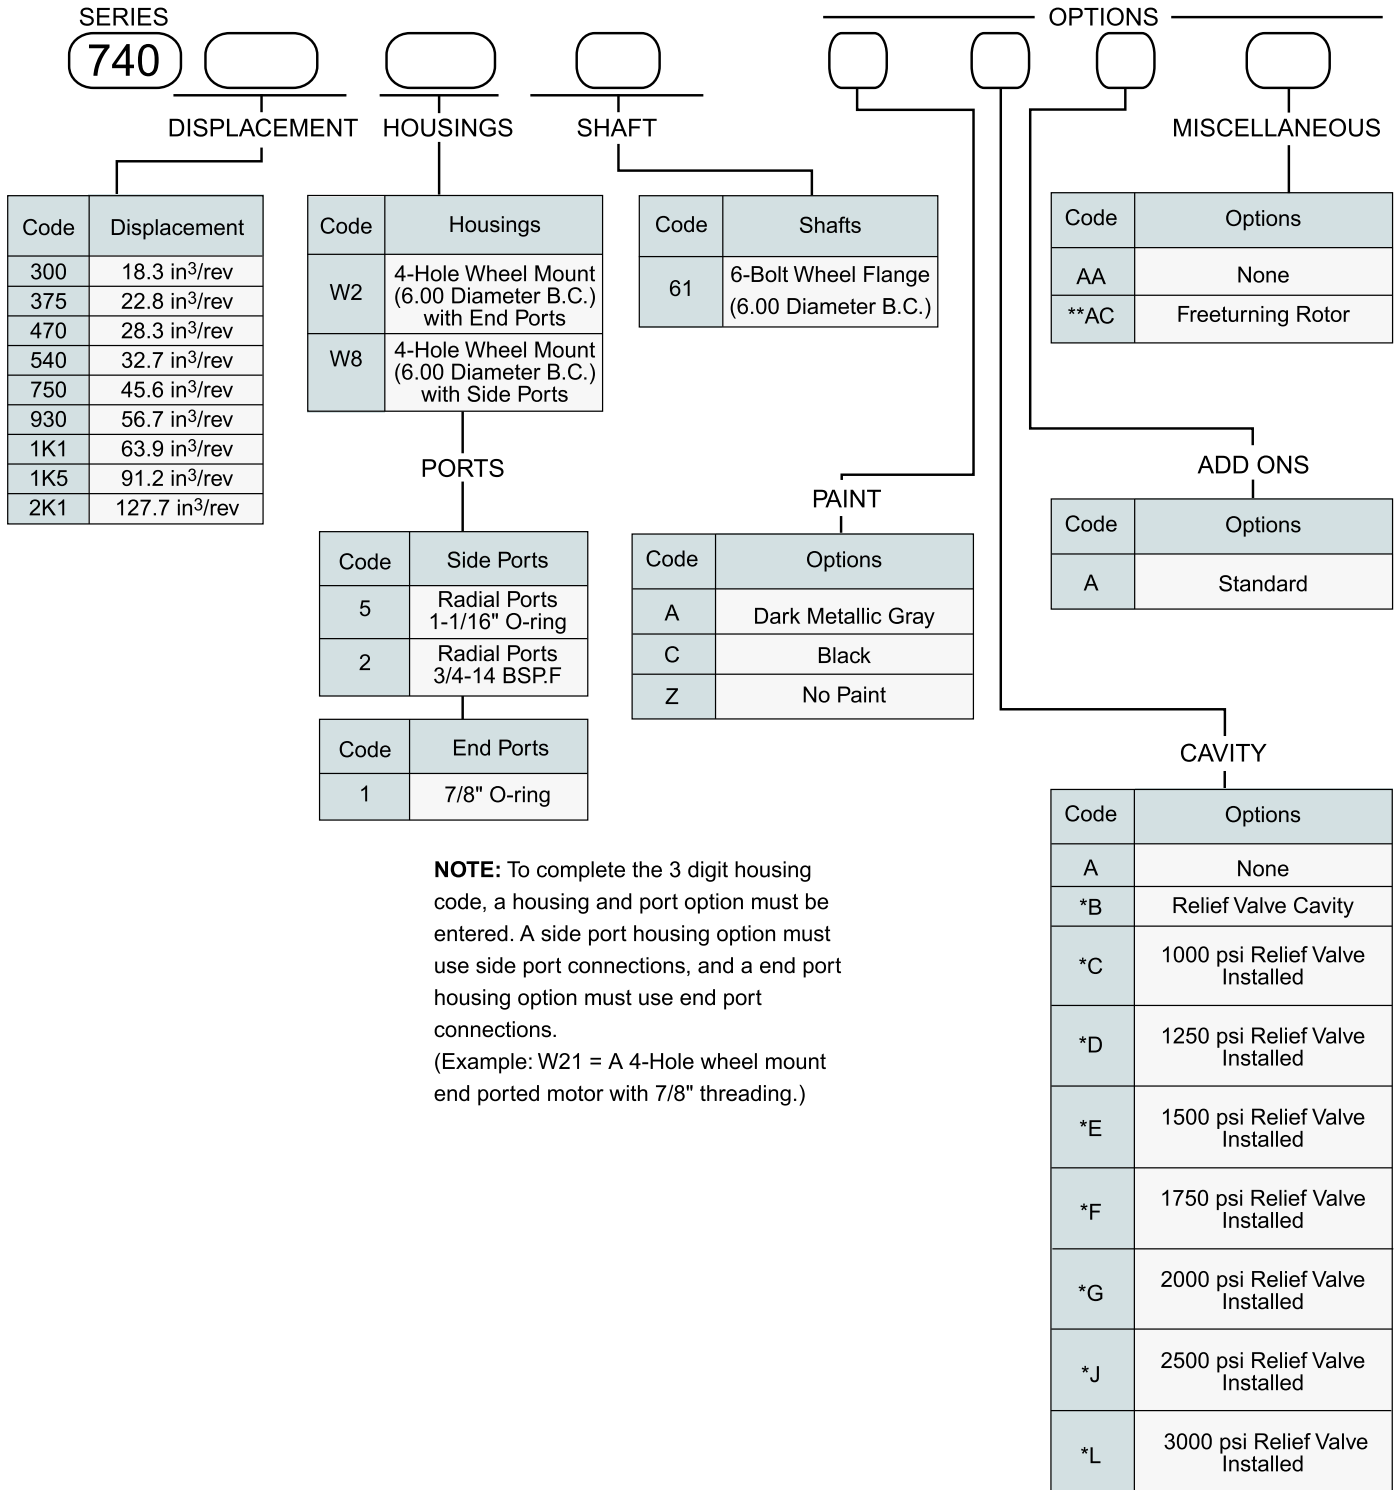 SERIES
OPTIONS
740
DISPLACEMENT
HOUSINGS
SHAFT
MISCELLANEOUS
Code Displacement
300 18.3 in³/rev
375 22.8 in³/rev
470 28.3 in³/rev
540 32.7 in³/rev
750 45.6 in³/rev
930 56.7 in³/rev
1K1 63.9 in³/rev
1K5 91.2 in³/rev
2K1 127.7 in³/rev
Code Housings
W2
4-Hole Wheel Mount
(6.00 Diameter B.C.)
with End Ports
W8
4-Hole Wheel Mount
(6.00 Diameter B.C.)
with Side Ports
PORTS
Code Side Ports
5
Radial Ports
1-1/16" O-ring
2
Radial Ports
3/4-14 BSP.F
Code End Ports
1 7/8" O-ring
Code Shafts
61
6-Bolt Wheel Flange
(6.00 Diameter B.C.)
PAINT
Code Options
A Dark Metallic Gray
C Black
Z No Paint
Code Options
AA None
**AC Freeturning Rotor
ADD ONS
Code Options
A Standard
CAVITY
Code Options
A None
*B Relief Valve Cavity
*C
1000 psi Relief Valve
Installed
*D
1250 psi Relief Valve
Installed
*E
1500 psi Relief Valve
Installed
*F
1750 psi Relief Valve
Installed
*G
2000 psi Relief Valve
Installed
*J
2500 psi Relief Valve
Installed
*L
3000 psi Relief Valve
Installed
NOTE: To complete the 3 digit housing
code, a housing and port option must be
entered. A side port housing option must
use side port connections, and a end port
housing option must use end port
connections.
(Example: W21 = A 4-Hole wheel mount
end ported motor with 7/8" threading.)